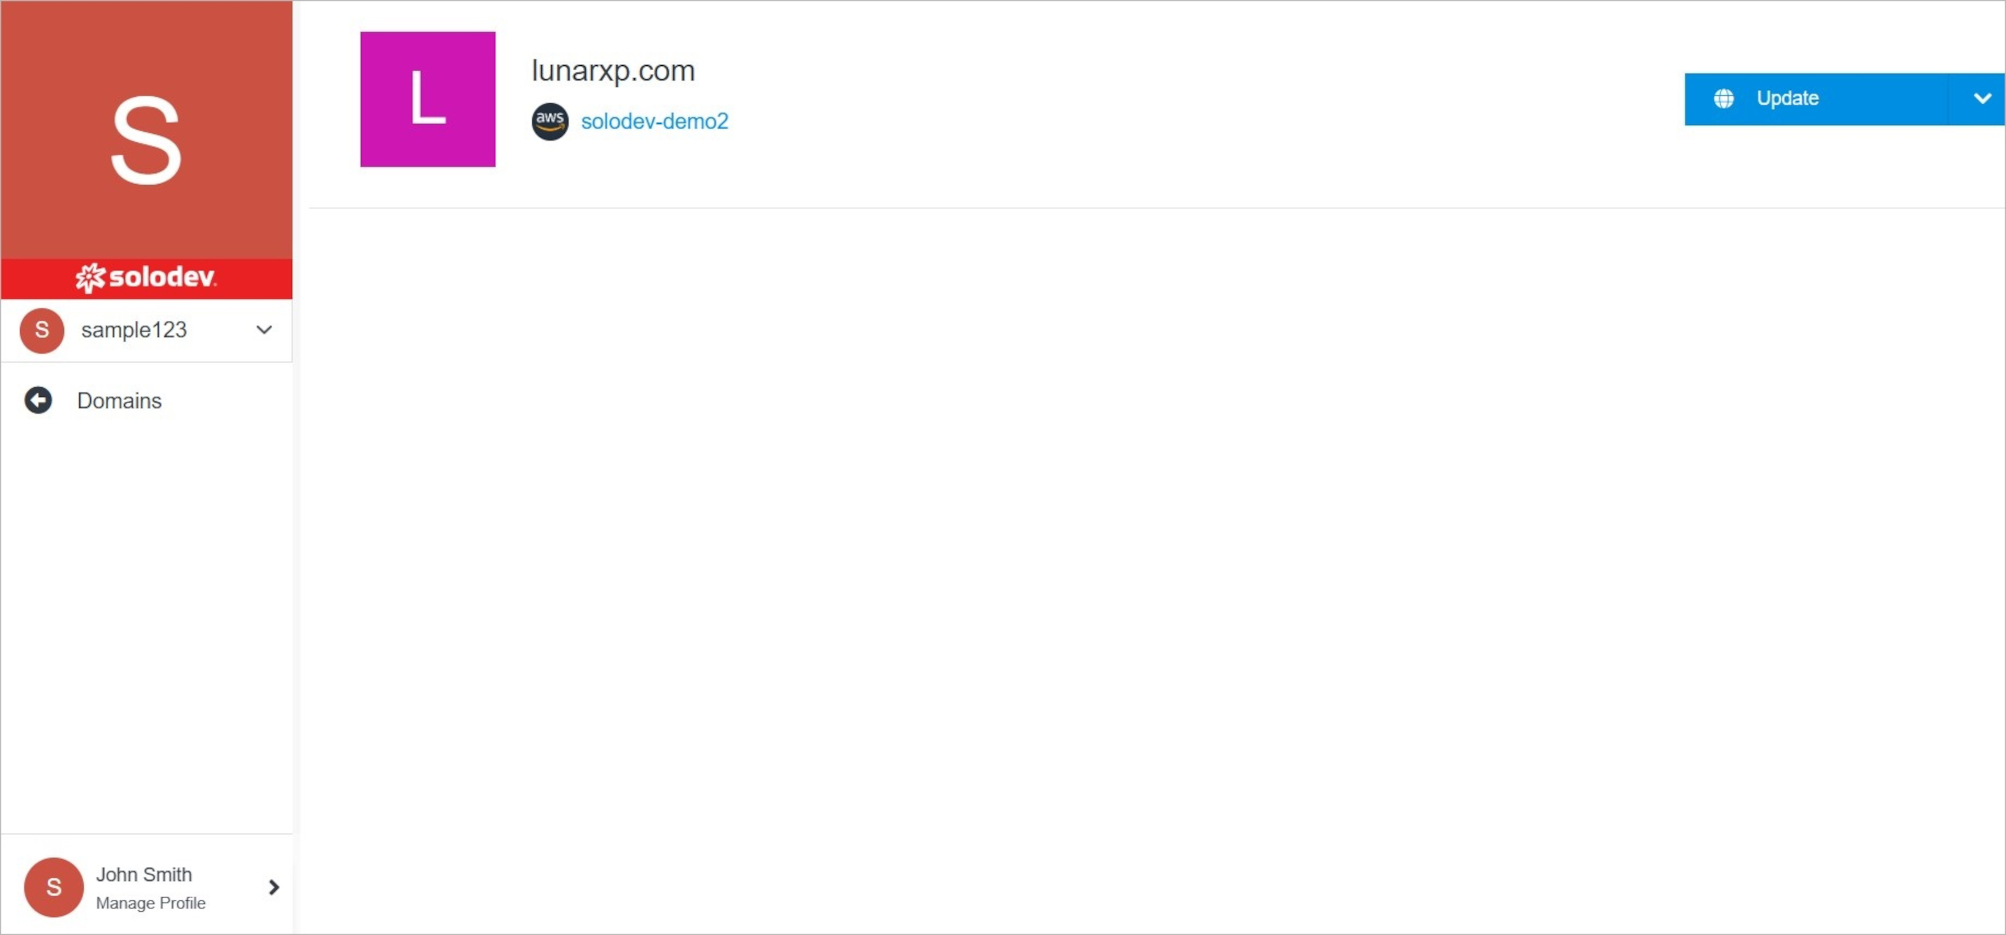 S
solodev
S sample123
Domains
S
John Smith
Manage Profile
L
lunarxp.com
aws solodev-demo2
Update